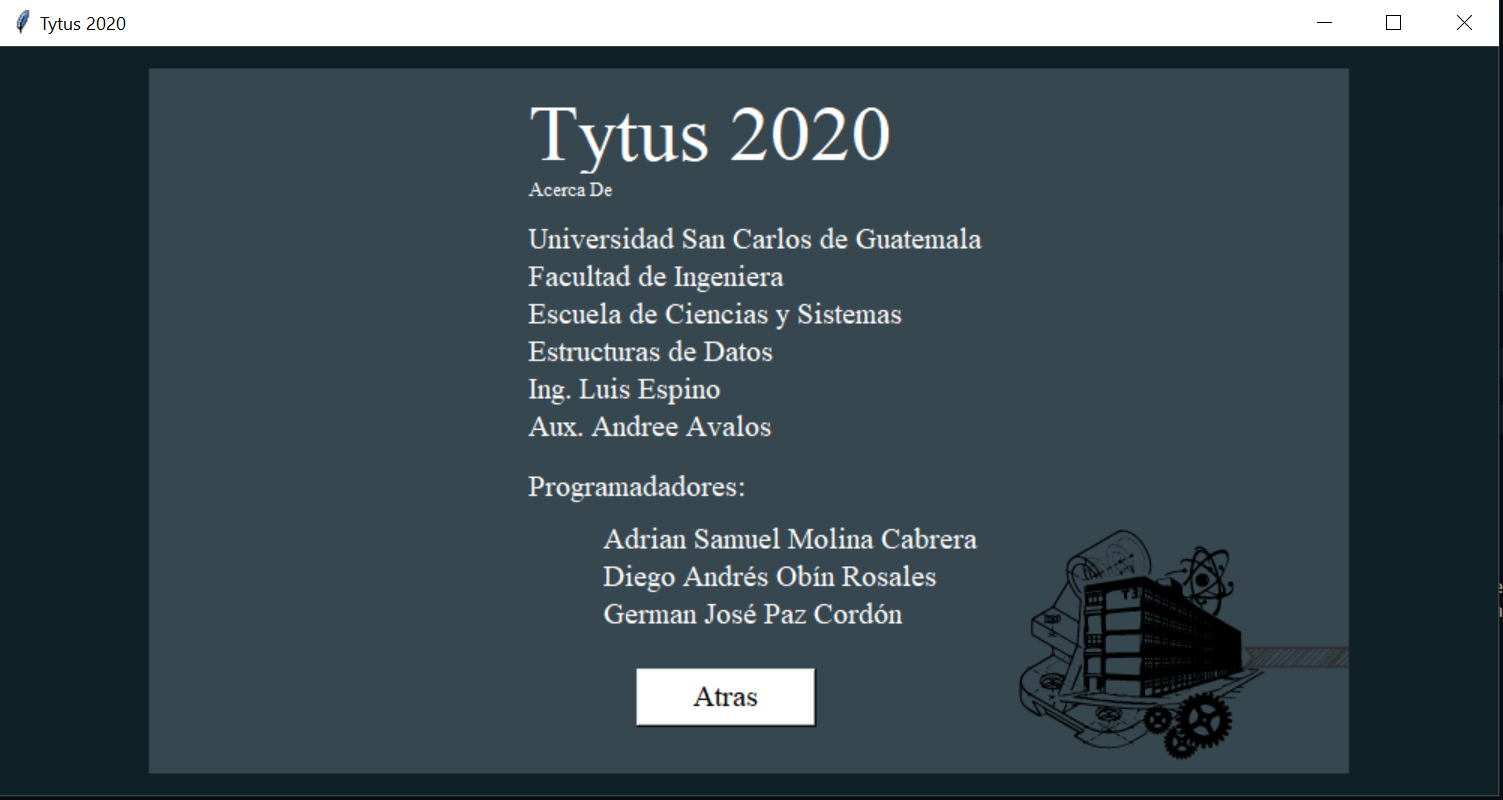 Tytus 2020
Tytus 2020
Acerca De
Universidad San Carlos de Guatemala
Facultad de Ingeniera
Escuela de Ciencias y Sistemas
Estructuras de Datos
Ing. Luis Espino
Aux. Andree Avalos
Programadadores:
Adrian Samuel Molina Cabrera
Diego Andrés Obín Rosales
German José Paz Cordón
T3
Atras